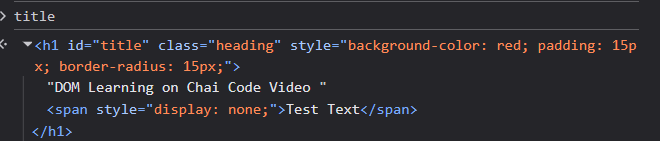 title
<h1 id="title" class="heading" style="background-color: red; padding: 15p
x; border-radius: 15px;">
"DOM Learning on Chai Code Video "
<span style="display: none;">Test Text</span>
</h1>